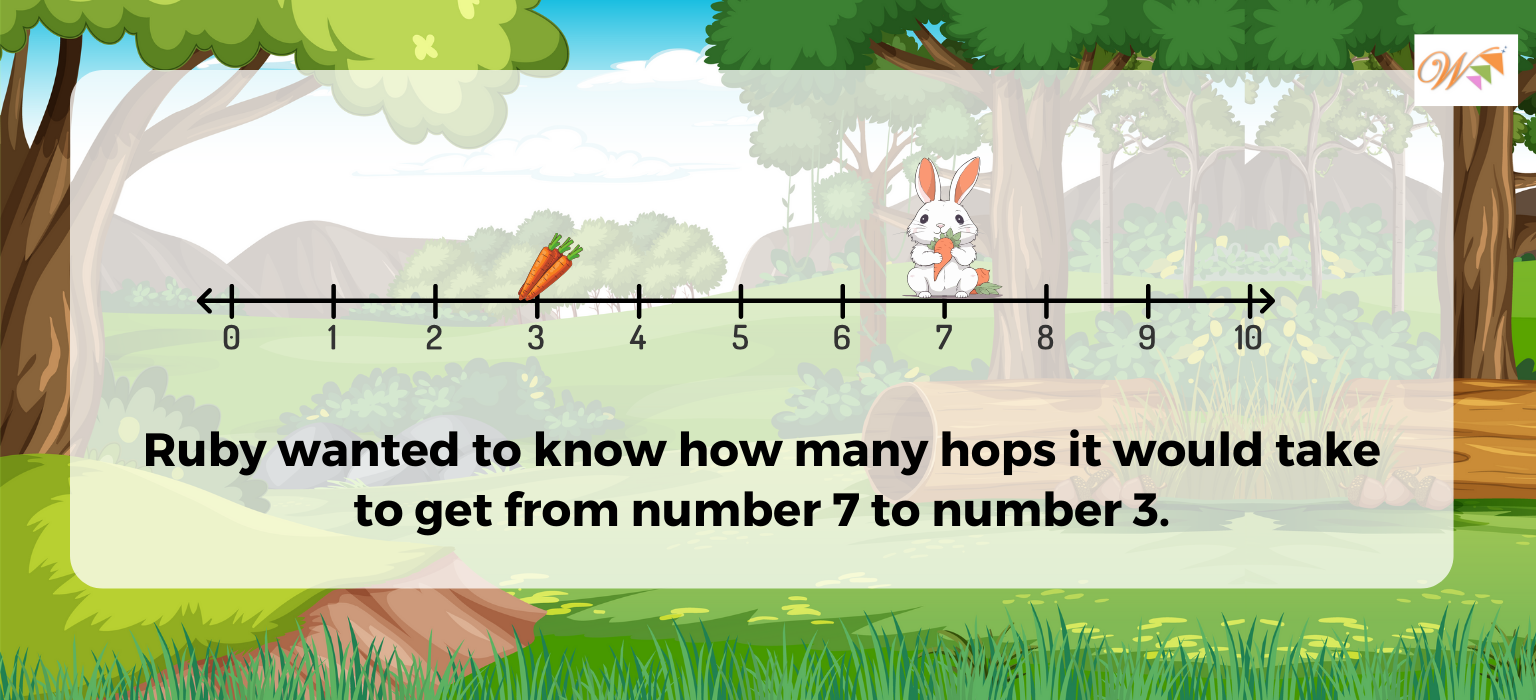 W
0 1 2 3 4 5 6 7 8 9 10
Ruby wanted to know how many hops it would take
to get from number 7 to number 3.